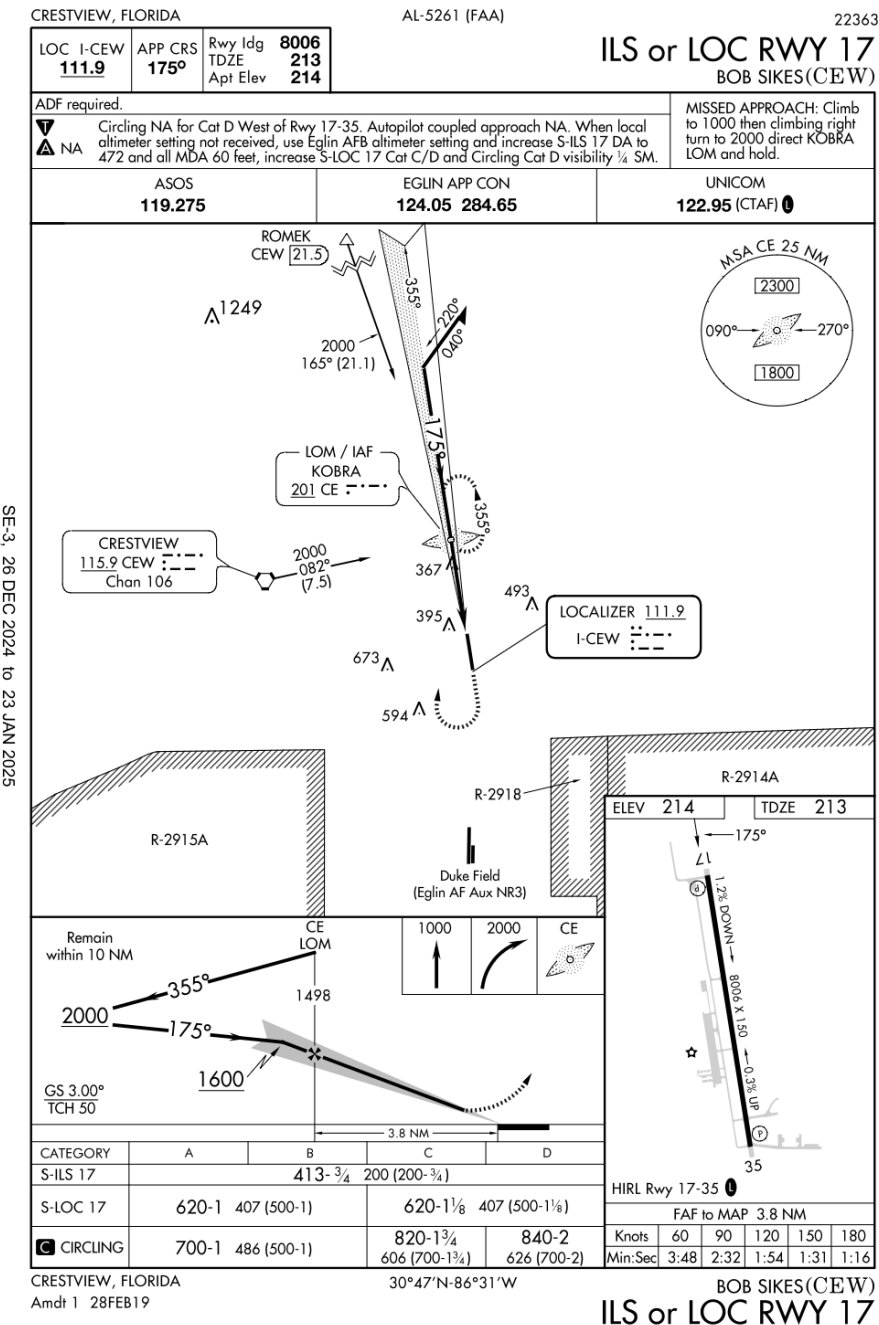 CRESTVIEW, FLORIDA
AL-5261 (FAA)
22363
LOC I-CEW
111.9
APP CRS
175°
Rwy ldg 8006
TDZE 213
Apt Elev 214
ILS or LOC RWY 17
BOB SIKES(CEW)
ADF required.
T
A NA
Circling NA for Cat D West of Rwy 17-35. Autopilot coupled approach NA. When local
altimeter setting not received, use Eglin AFB altimeter setting and increase S-ILS 17 DA to
472 and all MDA 60 feet, increase S-LOC 17 Cat C/D and Circling Cat D visibility ¼ SM.
MISSED APPROACH: Climb
to 1000 then climbing right
turn to 2000 direct KOBRA
LOM and hold.
ASOS
119.275
EGLIN APP CON
124.05 284.65
UNICOM
122.95 (CTAF) L
ROMEK
CEW 21.5
355°
1249
2000
165° (21.1)
220°
040°
MSA CE 25 NM
2300
090°
270°
1800
175°
LOM / IAF
KOBRA
201 CE
355°
CRESTVIEW
115.9 CEW
Chan 106
2000
082°
(7.5)
367
395
493
LOCALIZER 111.9
I-CEW
673
594
R-2918
R-2914A
R-2915A
Duke Field
(Eglin AF Aux NR3)
ELEV 214
TDZE 213
175°
17
P
1.2% DOWN
8006 X 150
0.3% UP
P
35
HIRL Rwy 17-35 L
Remain
within 10 NM
CE
LOM
1000
2000
CE
355°
1498
2000
175°
1600
GS 3.00°
TCH 50
3.8 NM
CATEGORY A B C D
S-ILS 17 413-¾ 200 (200-¾)
S-LOC 17 620-1 407 (500-1) 620-1⅛ 407 (500-1⅛)
C CIRCLING 700-1 486 (500-1) 820-1¾ 840-2
606 (700-1¾) 626 (700-2)
FAF to MAP 3.8 NM
Knots 60 90 120 150 180
Min:Sec 3:48 2:32 1:54 1:31 1:16
CRESTVIEW, FLORIDA
Amdt 1 28FEB19
30°47'N-86°31'W
BOB SIKES(CEW)
ILS or LOC RWY 17
SE-3, 26 DEC 2024 to 23 JAN 2025